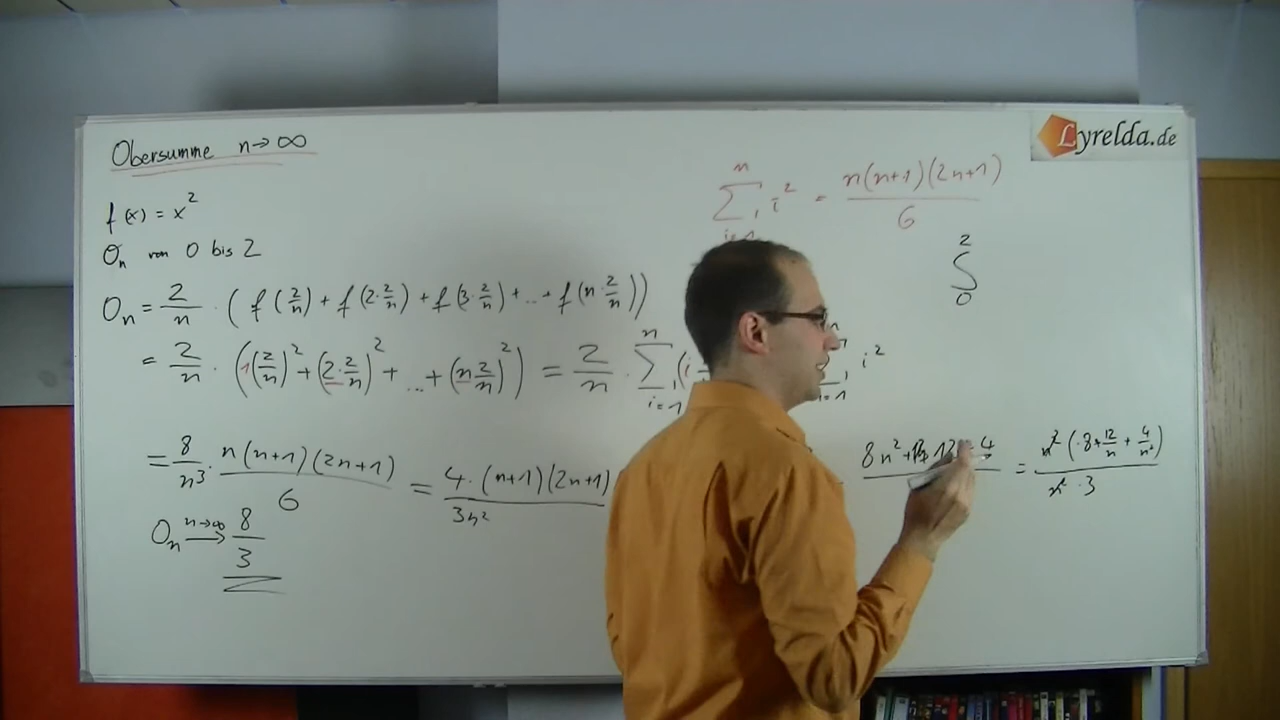 Obersumme n→∞
Lyrelda.de
f(x) = x²
Oₙ von 0 bis 2
∑ i² = n(n+1)(2n+1) / 6
n
2
∫
0
Oₙ = 2/n · ( f(2/n) + f(2·2/n) + f(3·2/n) + ... + f(n·2/n) )
= 2/n · ( 1(2/n)² + (2·2/n)² + ... + (n 2/n)² ) = 2/n · ∑ (i
n
i=1
i=1 i²
= 8/n³ · n(n+1)(2n+1) / 6 = 4·(n+1)(2n+1) / 3n²
8n² + 12
= n²(8 + 12/n + 4/n²) / n²·3
Oₙ n→∞ → 8/3